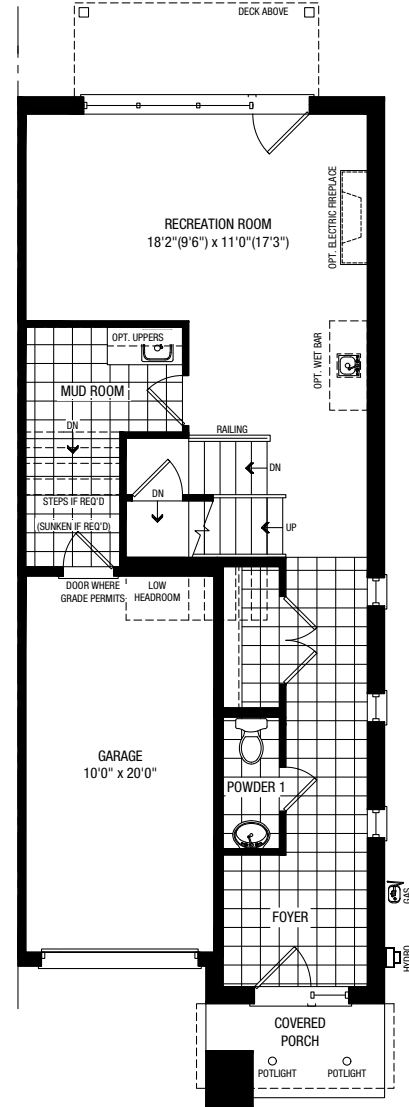 DECK ABOVE
RECREATION ROOM
18'2"(9'6") x 11'0"(17'3")
OPT. ELECTRIC FIREPLACE
OPT. UPPERS
OPT. WET BAR
MUD ROOM
RAILING
DN
DN
DN
STEPS IF REQ'D
UP
(SUNKEN IF REQ'D)
DOOR WHERE
GRADE PERMITS
LOW
HEADROOM
GARAGE
10'0" x 20'0"
POWDER 1
GAS
FOYER
HYDRO
COVERED
PORCH
POTLIGHT
POTLIGHT